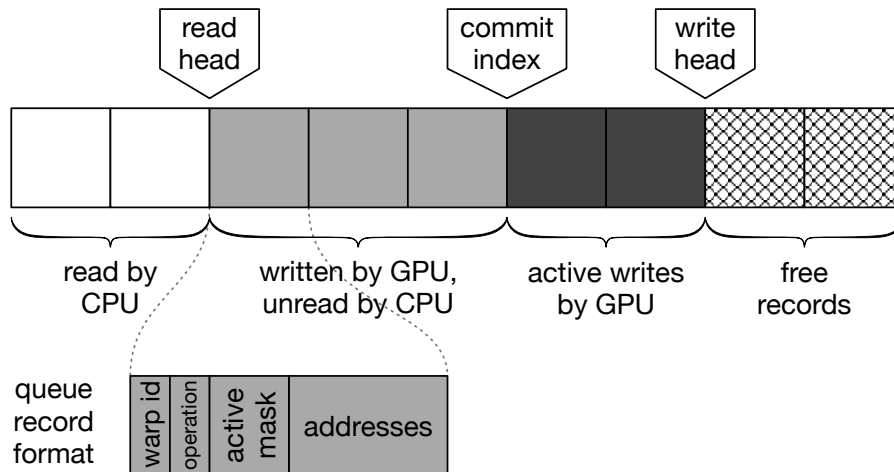 read
head
commit
index
write
head
read by
CPU
written by GPU,
unread by CPU
active writes
by GPU
free
records
queue
record
format
warp id
operation
active
mask
addresses